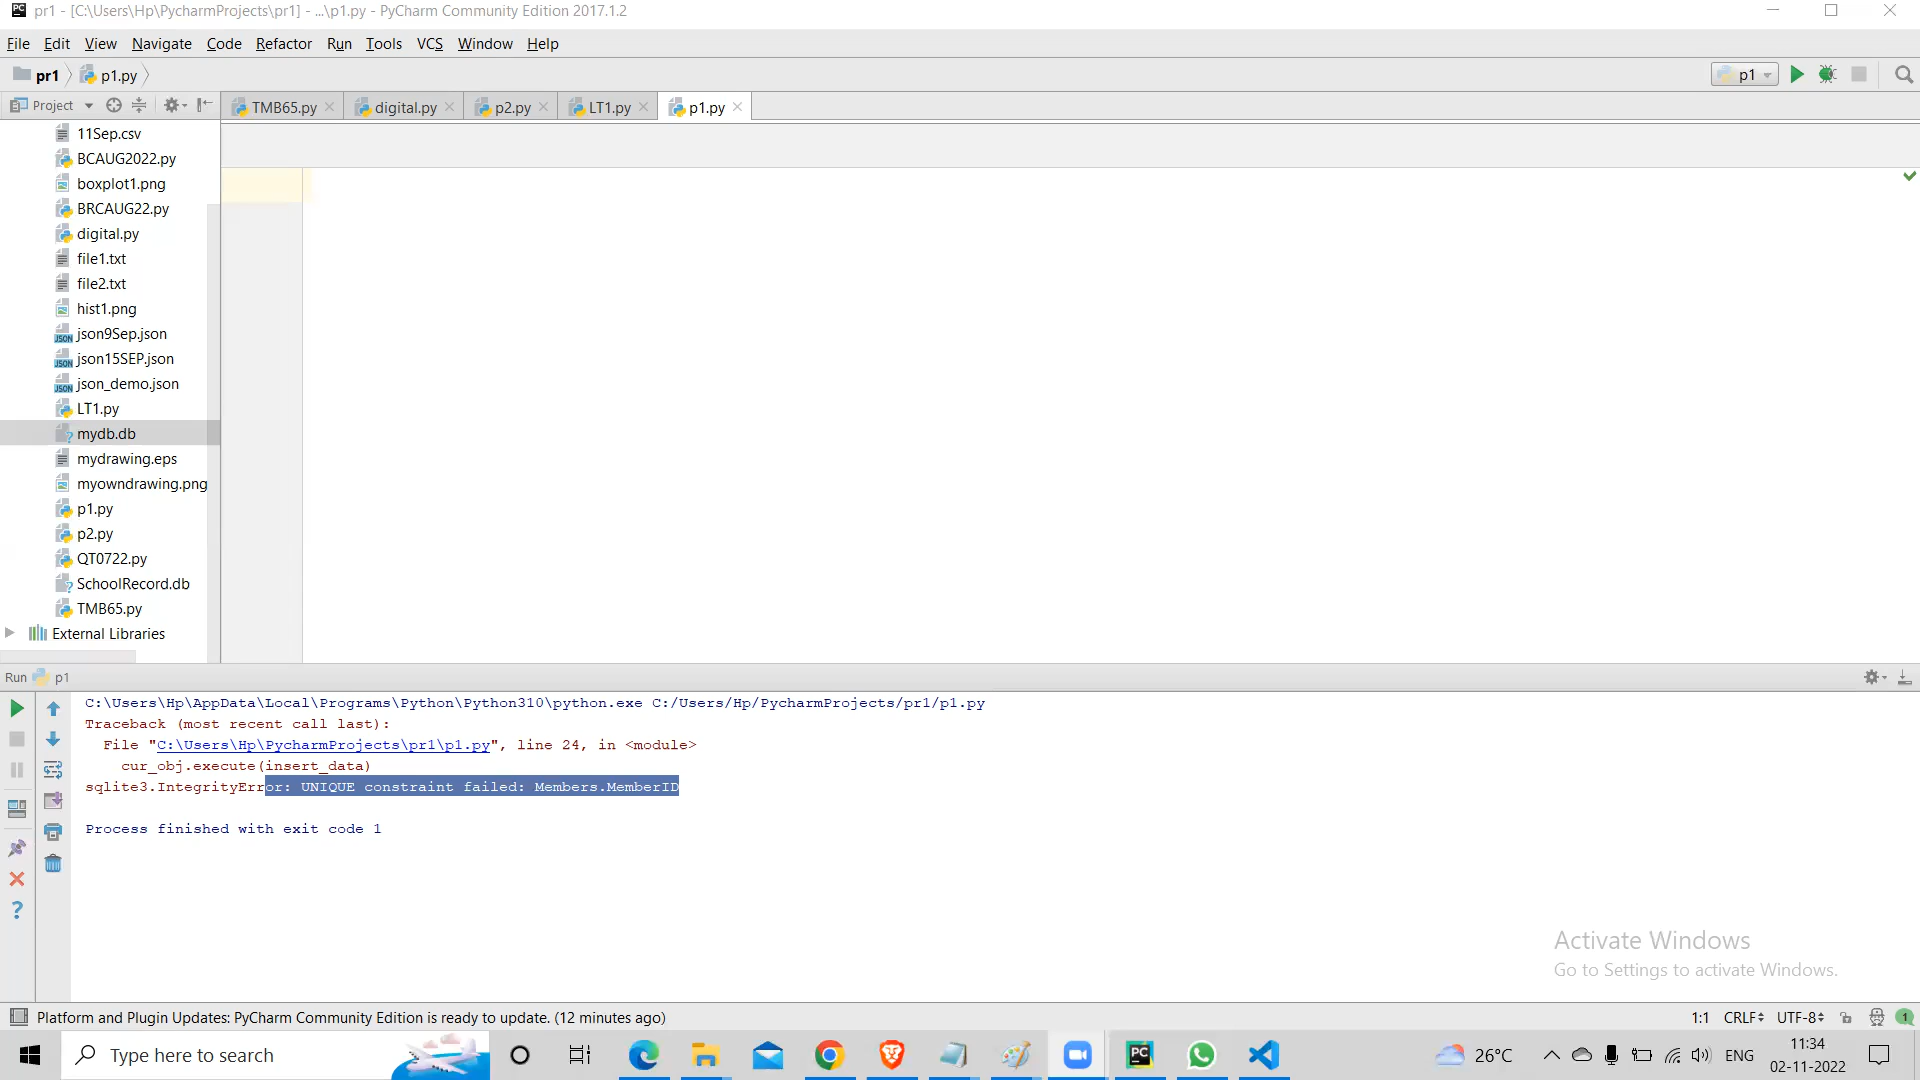 pr1 - [C:\Users\Hp\PycharmProjects\pr1] - ...\p1.py - PyCharm Community Edition 2017.1.2
File Edit View Navigate Code Refactor Run Tools VCS Window Help
pr1 p1.py p1
Project TMB65.py digital.py p2.py LT1.py p1.py
11Sep.csv
BCAUG2022.py
boxplot1.png
BRCAUG22.py
digital.py
file1.txt
file2.txt
hist1.png
json9Sep.json
json15SEP.json
json_demo.json
LT1.py
mydb.db
mydrawing.eps
myowndrawing.png
p1.py
p2.py
QT0722.py
SchoolRecord.db
TMB65.py
External Libraries
Run p1
C:\Users\Hp\AppData\Local\Programs\Python\Python310\python.exe C:/Users/Hp/PycharmProjects/pr1/p1.py
Traceback (most recent call last):
File "C:\Users\Hp\PycharmProjects\pr1\p1.py", line 24, in <module>
cur_obj.execute(insert_data)
sqlite3.IntegrityError: UNIQUE constraint failed: Members.MemberID
Process finished with exit code 1
Activate Windows
Go to Settings to activate Windows.
Platform and Plugin Updates: PyCharm Community Edition is ready to update. (12 minutes ago) 1:1 CRLF UTF-8 1
Type here to search 26°C ENG 11:34
02-11-2022